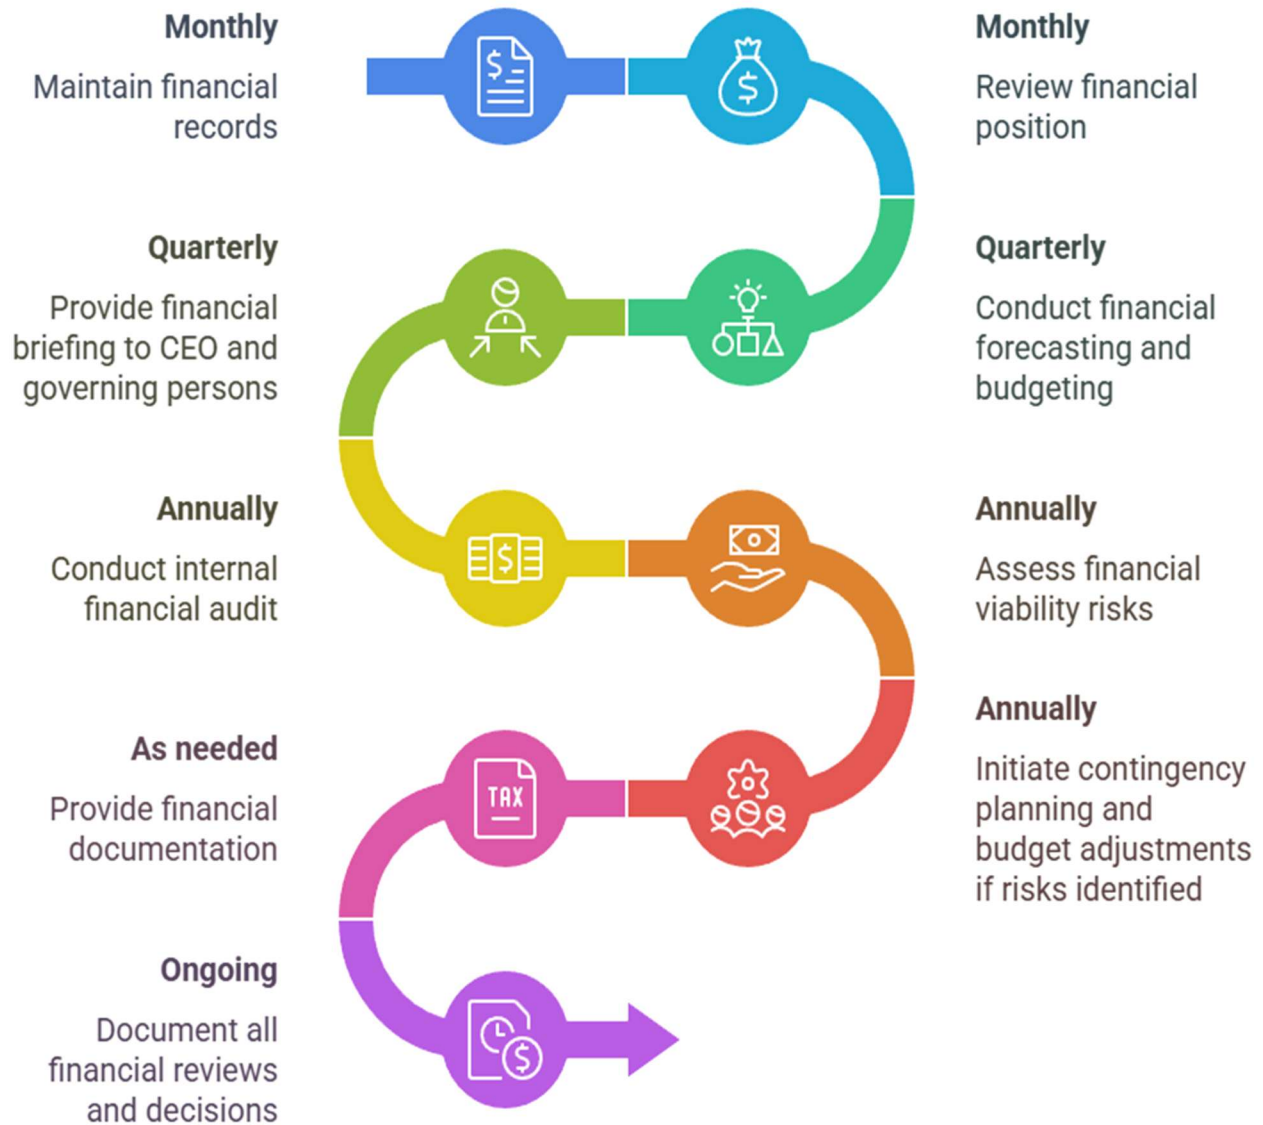 Monthly
Maintain financial
records
$
$
Monthly
Review financial
position
Quarterly
Provide financial
briefing to CEO and
governing persons
Quarterly
Conduct financial
forecasting and
budgeting
Annually
Conduct internal
financial audit
$
Annually
Assess financial
viability risks
As needed
Provide financial
documentation
TAX
Annually
Initiate contingency
planning and
budget adjustments
if risks identified
Ongoing
Document all
financial reviews
and decisions
$